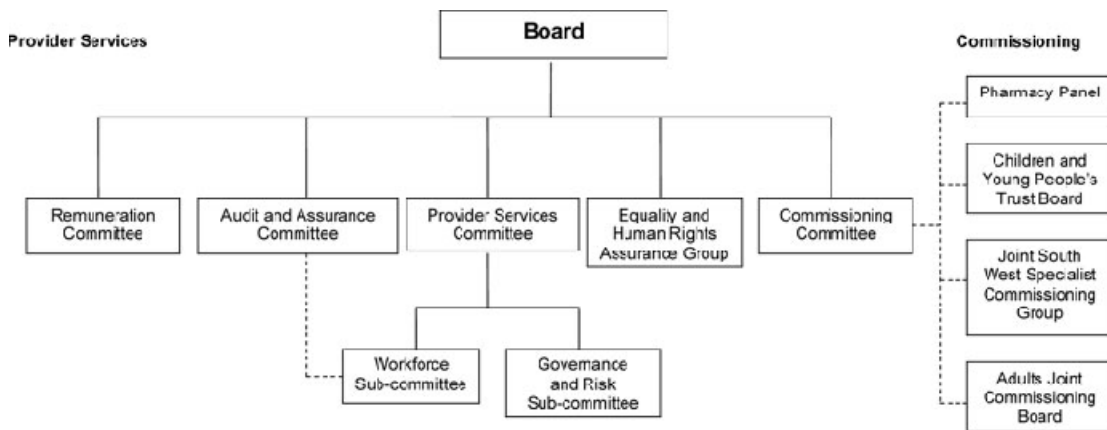 Board
Provider Services
Commissioning
Pharmacy Panel
Children and
Young People's
Trust Board
Remuneration
Committee
Audit and Assurance
Committee
Provider Services
Committee
Equality and
Human Rights
Assurance Group
Commissioning
Committee
Joint South
West Specialist
Commissioning
Group
Workforce
Sub-committee
Governance
and Risk
Sub-committee
Adults Joint
Commissioning
Board